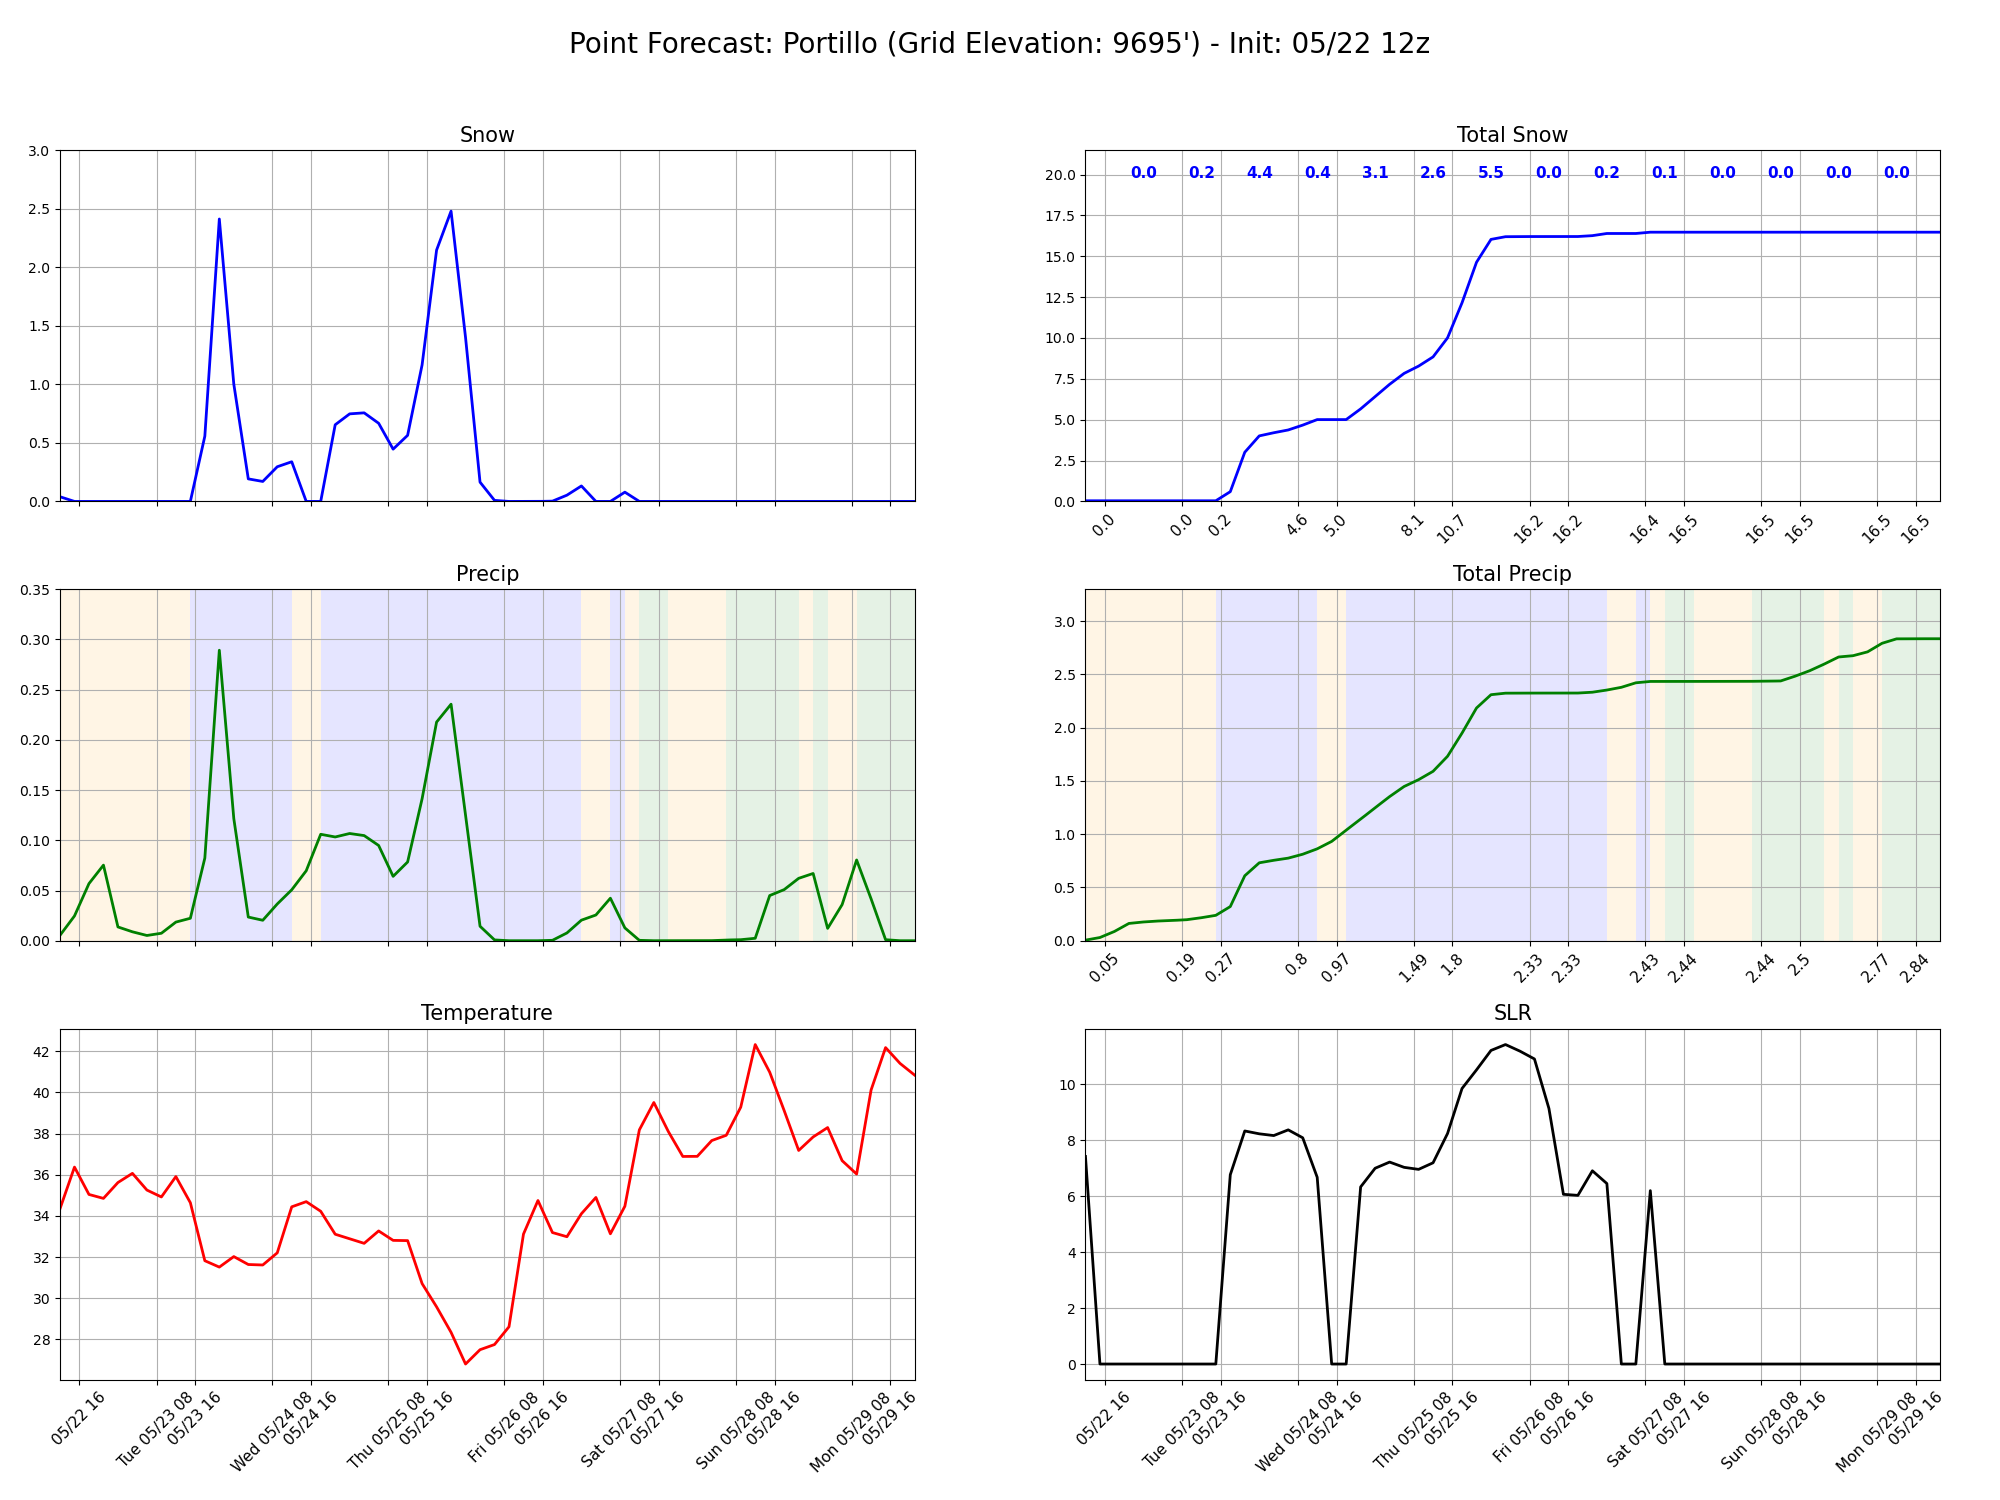 Point Forecast: Portillo (Grid Elevation: 9695') - Init: 05/22 12z
Snow
3.0
2.5
2.0
1.5
1.0
0.5
0.0
Total Snow
0.0 0.2 4.4 0.4 3.1 2.6 5.5 0.0 0.2 0.1 0.0 0.0 0.0 0.0
20.0
17.5
15.0
12.5
10.0
7.5
5.0
2.5
0.0
0.0 0.0 0.2 4.6 5.0 8.1 10.7 16.2 16.2 16.4 16.5 16.5 16.5 16.5 16.5
Precip
0.35
0.30
0.25
0.20
0.15
0.10
0.05
0.00
Total Precip
3.0
2.5
2.0
1.5
1.0
0.5
0.0
0.05 0.19 0.27 0.8 0.97 1.49 1.8 2.33 2.33 2.43 2.44 2.44 2.5 2.77 2.84
Temperature
42
40
38
36
34
32
30
28
05/22 16
Tue 05/23 08
05/23 16
Wed 05/24 08
05/24 16
Thu 05/25 08
05/25 16
Fri 05/26 08
05/26 16
Sat 05/27 08
05/27 16
Sun 05/28 08
05/28 16
Mon 05/29 08
05/29 16
SLR
10
8
6
4
2
0
05/22 16
Tue 05/23 08
05/23 16
Wed 05/24 08
05/24 16
Thu 05/25 08
05/25 16
Fri 05/26 08
05/26 16
Sat 05/27 08
05/27 16
Sun 05/28 08
05/28 16
Mon 05/29 08
05/29 16